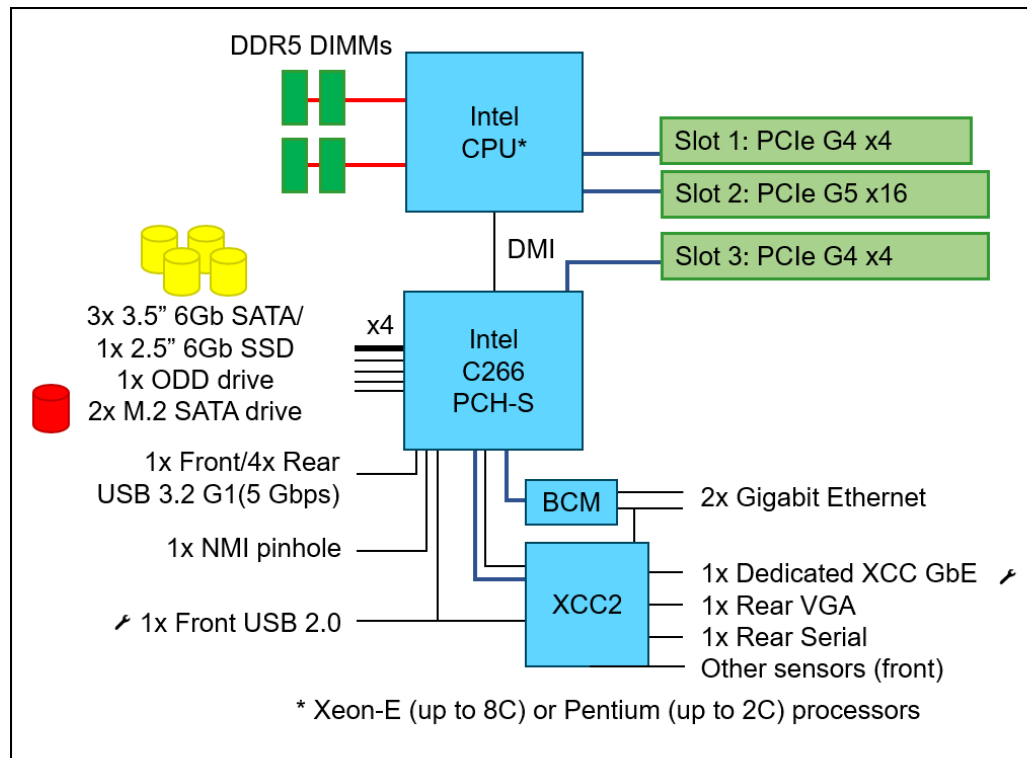 DDR5 DIMMs
Intel
CPU*
Slot 1: PCIe G4 x4
Slot 2: PCIe G5 x16
DMI
Slot 3: PCIe G4 x4
3x 3.5” 6Gb SATA/
1x 2.5” 6Gb SSD
1x ODD drive
2x M.2 SATA drive
x4
Intel
C266
PCH-S
1x Front/4x Rear
USB 3.2 G1(5 Gbps)
BCM
2x Gigabit Ethernet
1x NMI pinhole
XCC2
1x Dedicated XCC GbE
1x Rear VGA
1x Front USB 2.0
1x Rear Serial
Other sensors (front)
* Xeon-E (up to 8C) or Pentium (up to 2C) processors